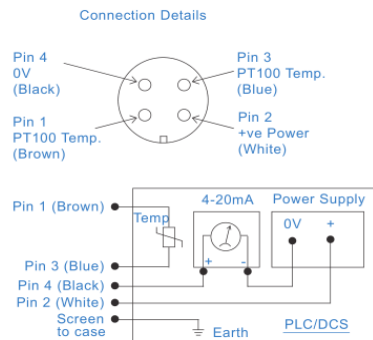 Connection Details
Pin 4
0V
(Black)
Pin 3
PT100 Temp.
(Blue)
Pin 1
PT100 Temp.
(Brown)
Pin 2
+ve Power
(White)
Pin 1 (Brown)
Temp
4-20mA
Power Supply
0V +
+ -
Pin 3 (Blue)
Pin 4 (Black)
Pin 2 (White)
Screen
to case
Earth
PLC/DCS